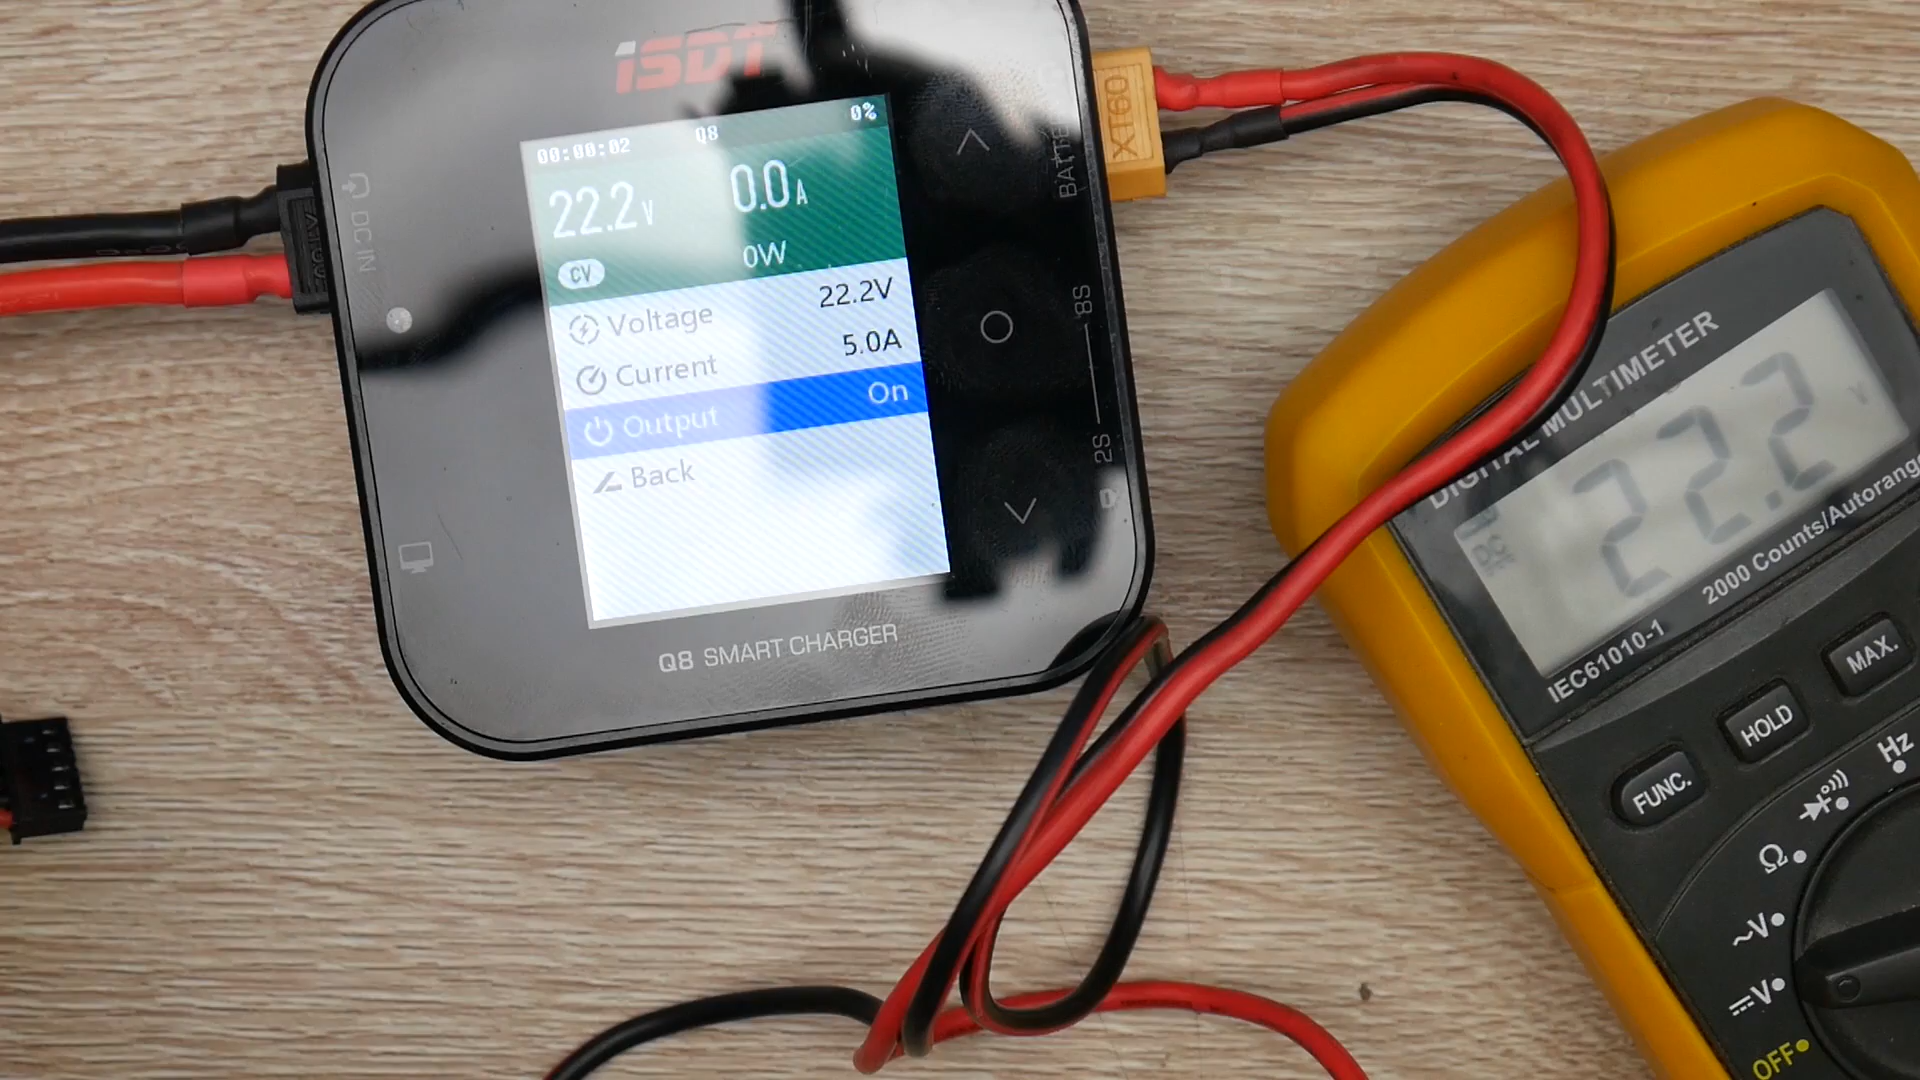 iSDT
00:00:02 Q8 0%
22.2V 0.0A
CV 0W
Voltage 22.2V
Current 5.0A
Output On
Back
DC IN
BATTERY
XT60
2S 8S
Q8 SMART CHARGER
DIGITAL MULTIMETER
DC
22.2 V
2000 Counts/Autorange
IEC61010-1
FUNC.
HOLD
MAX.
Hz
Ω
~V
⎓V
OFF